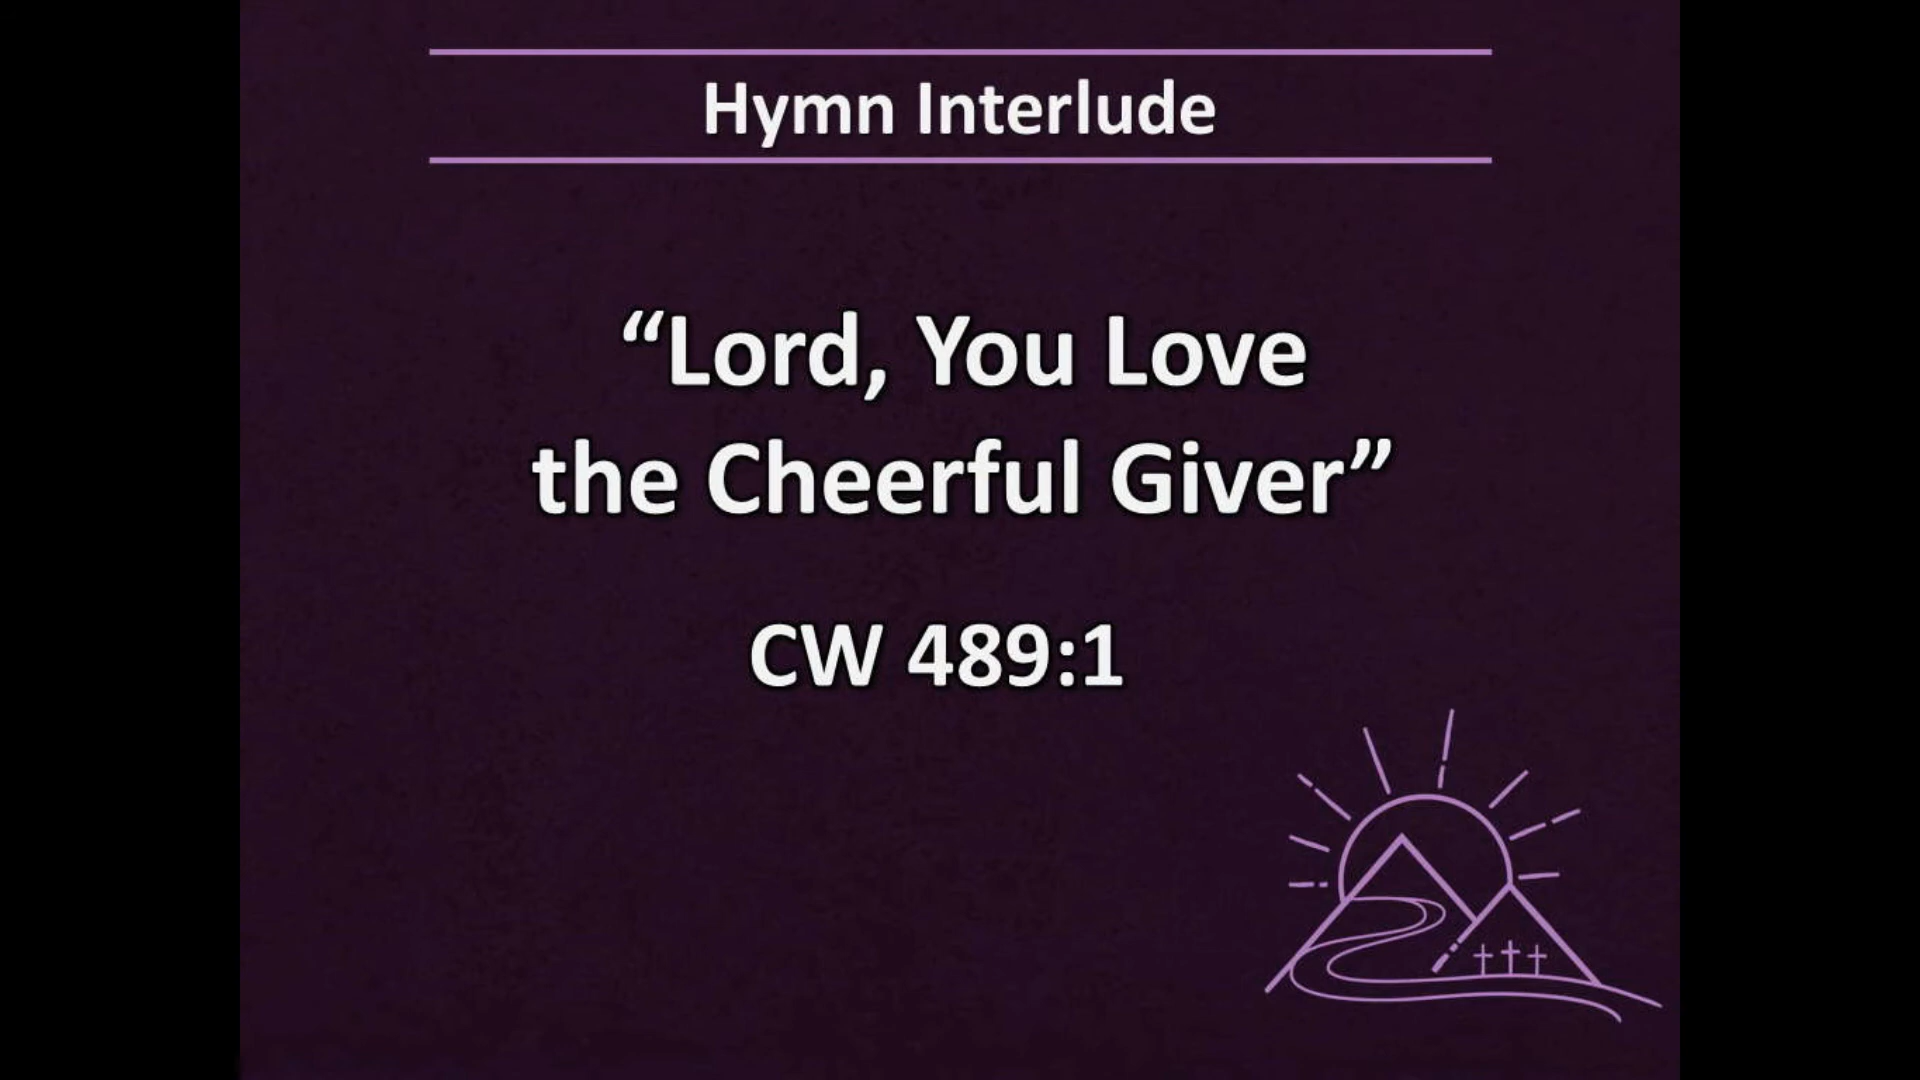 Hymn Interlude
“Lord, You Love
the Cheerful Giver”
CW 489:1